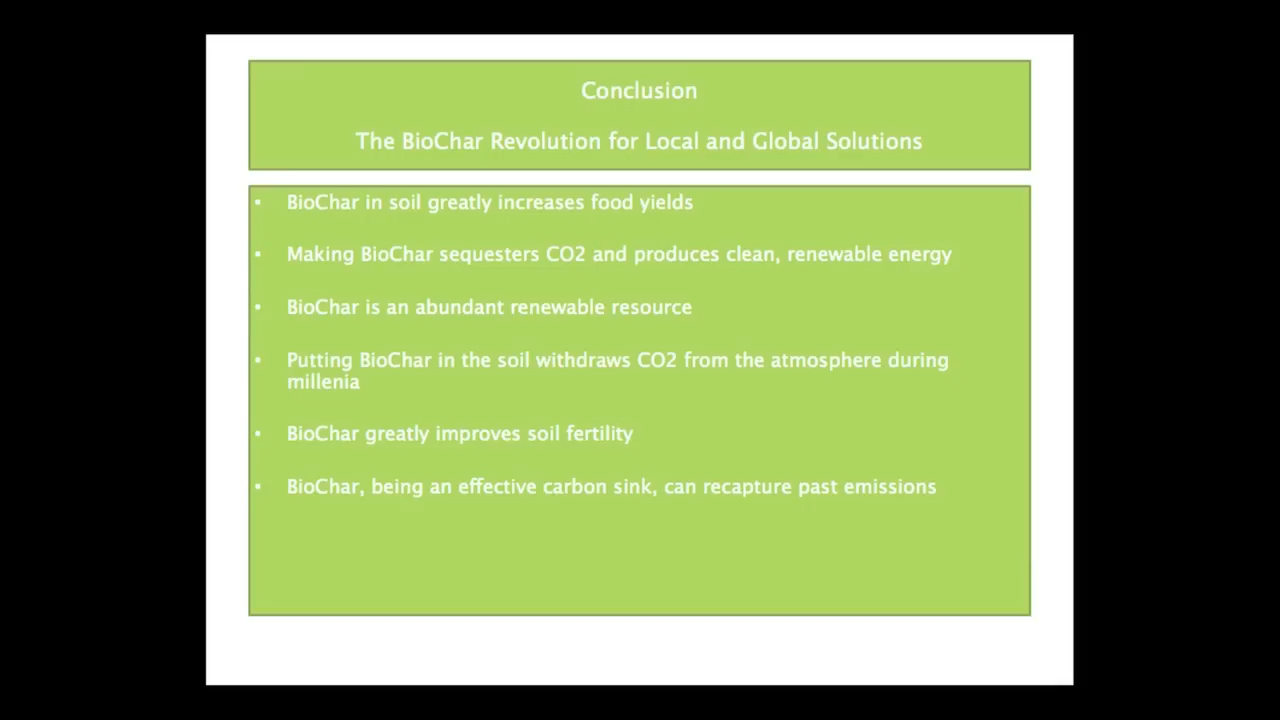 Conclusion
The BioChar Revolution for Local and Global Solutions
• BioChar in soil greatly increases food yields
• Making BioChar sequesters CO2 and produces clean, renewable energy
• BioChar is an abundant renewable resource
• Putting BioChar in the soil withdraws CO2 from the atmosphere during
millenia
• BioChar greatly improves soil fertility
• BioChar, being an effective carbon sink, can recapture past emissions